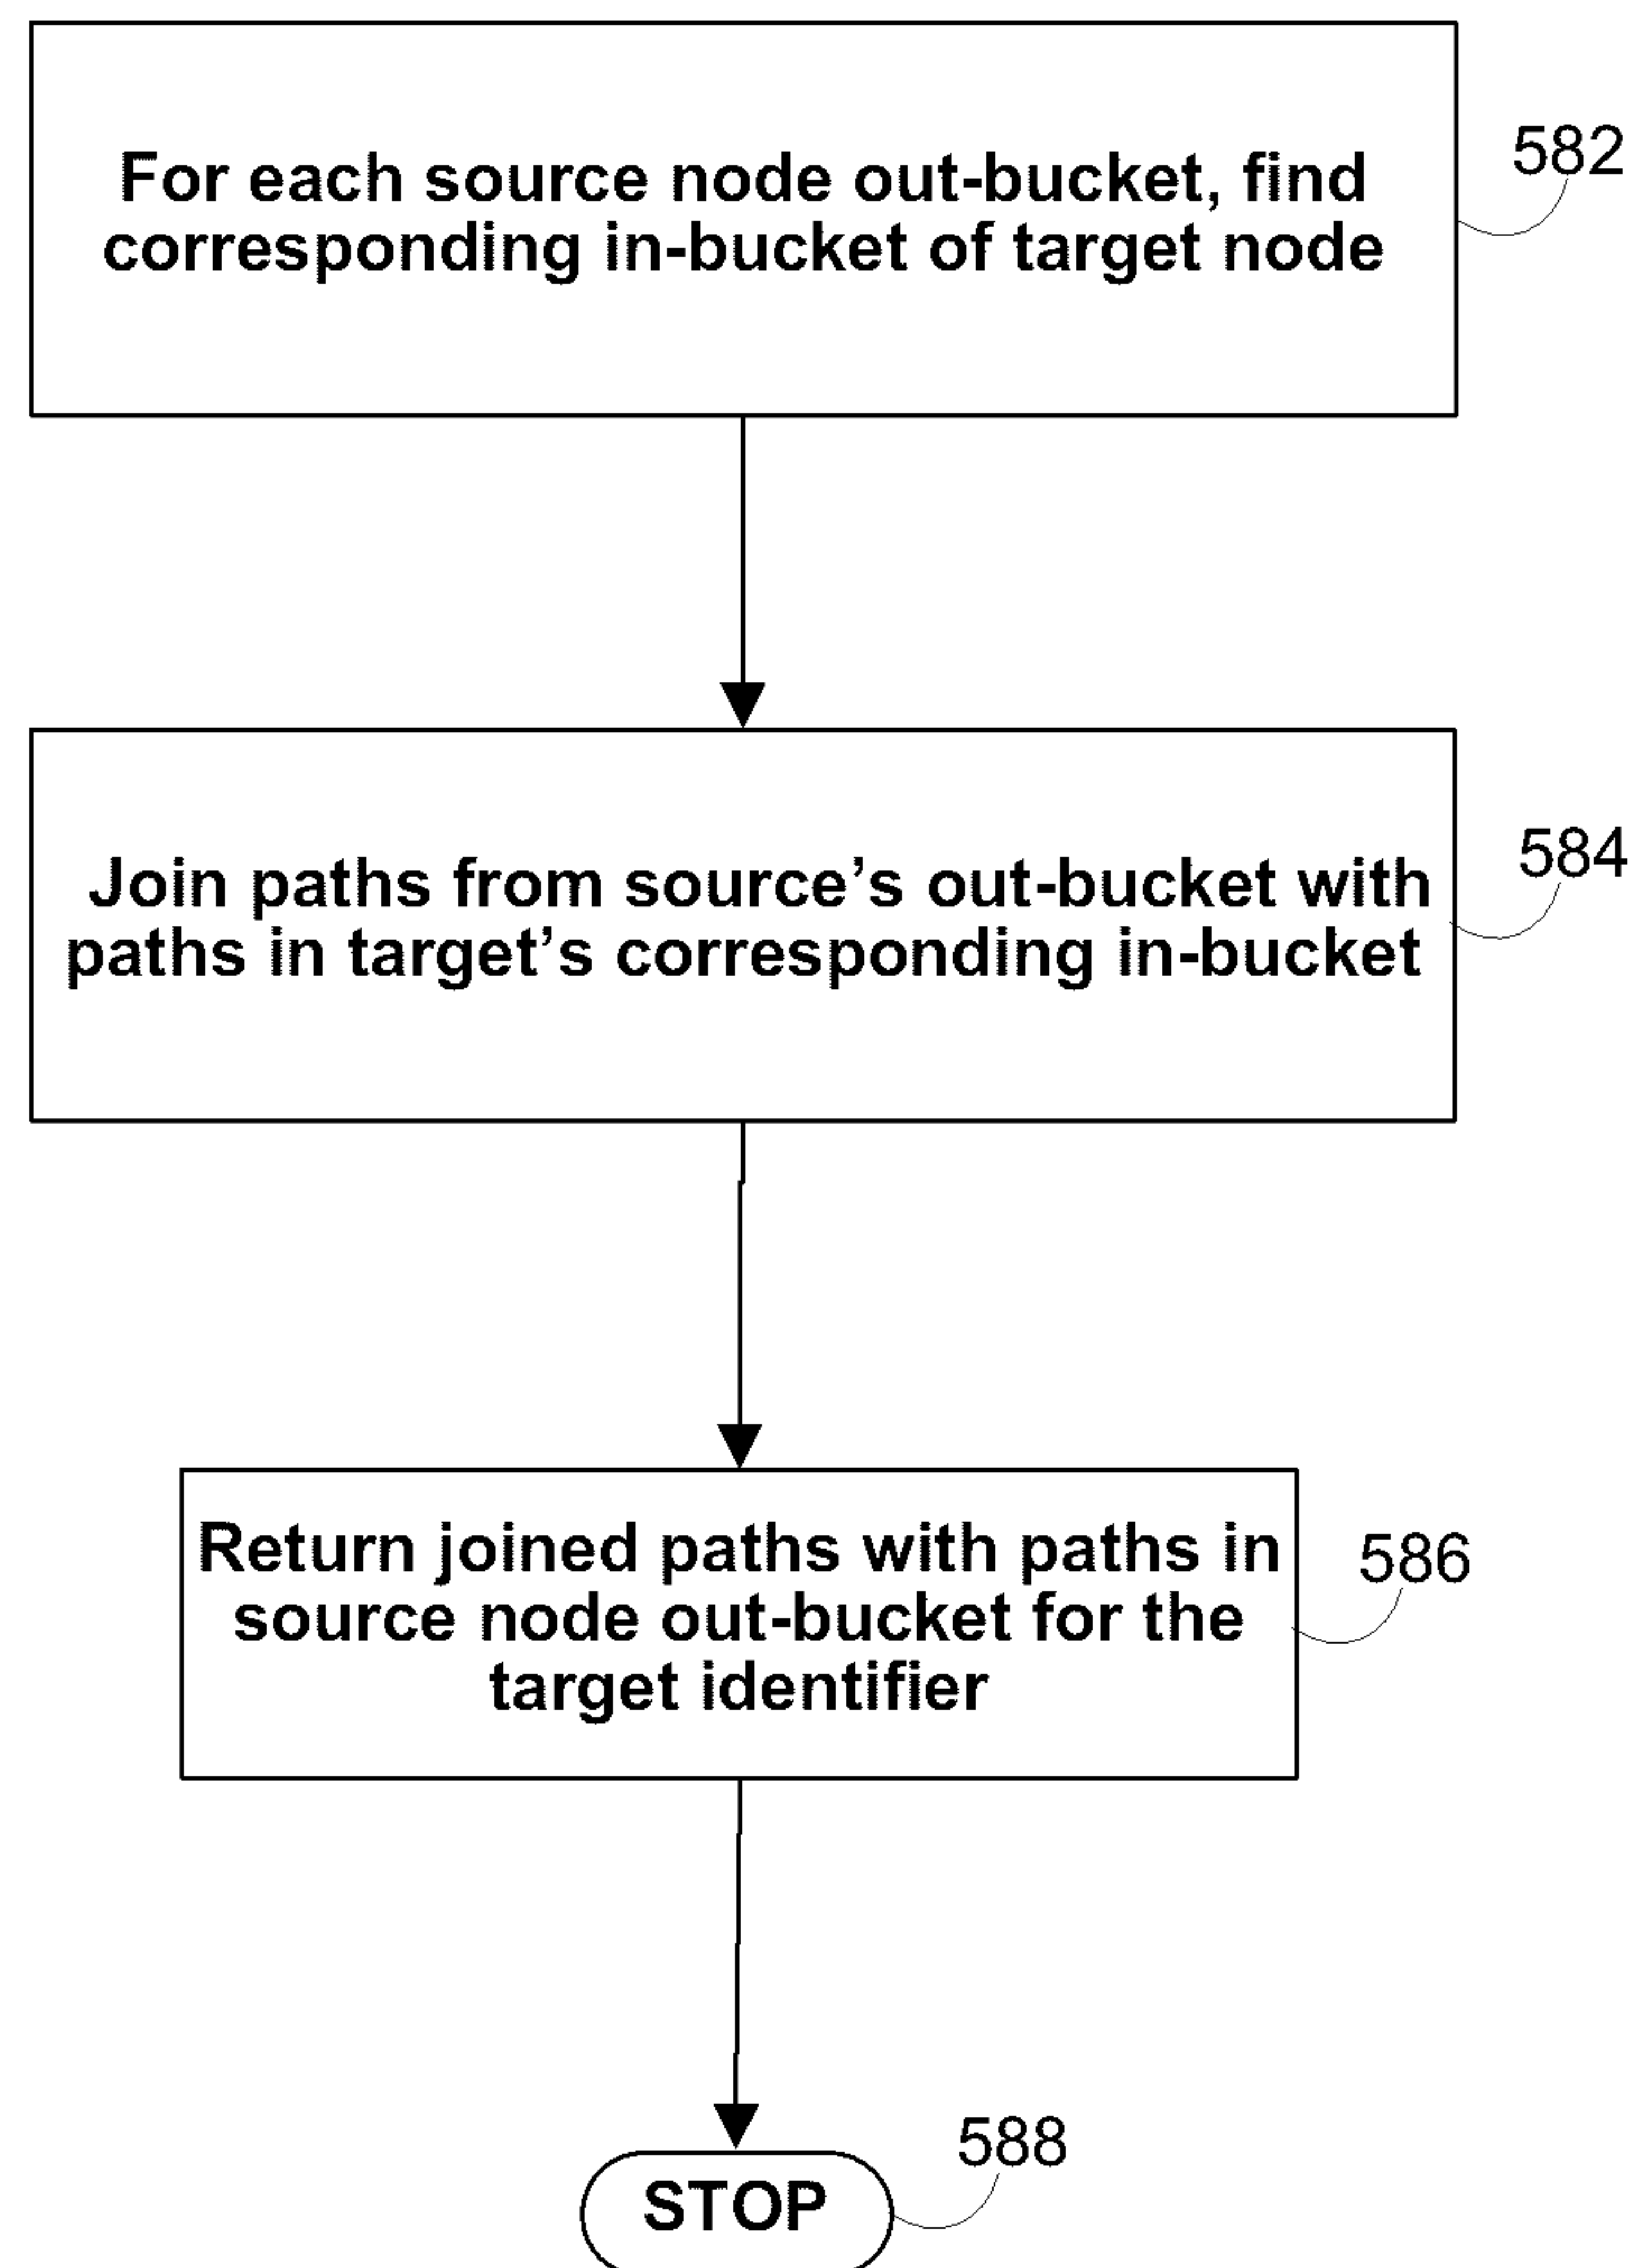 For each source node out-bucket, find
corresponding in-bucket of target node
582
Join paths from source's out-bucket with
paths in target's corresponding in-bucket
584
Return joined paths with paths in
source node out-bucket for the
target identifier
586
STOP
588